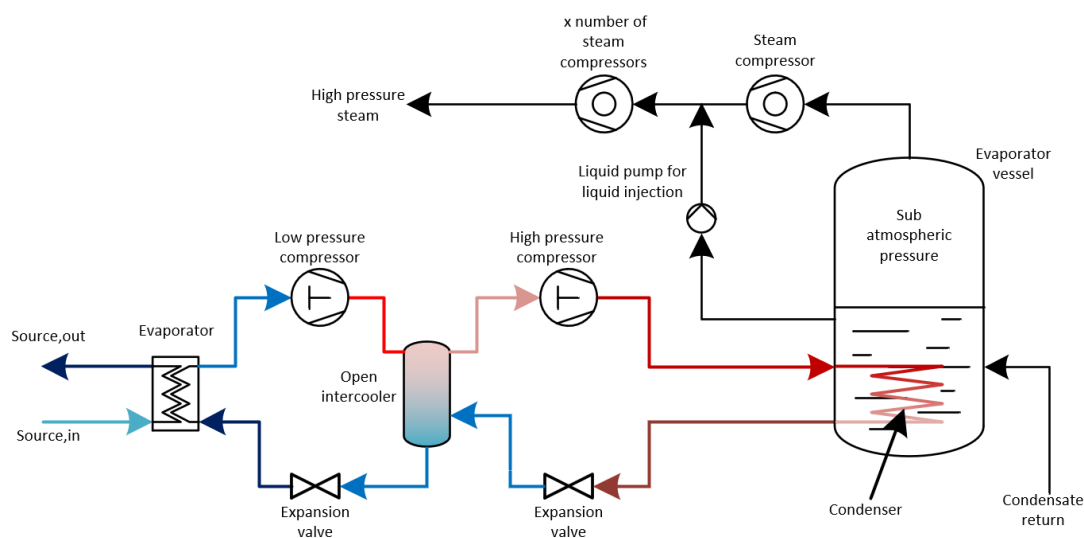 x number of
steam
compressors
Steam
compressor
High pressure
steam
Evaporator
vessel
Liquid pump for
liquid injection
Sub
atmospheric
pressure
Low pressure
compressor
High pressure
compressor
Source,out
Evaporator
Open
intercooler
Source,in
Expansion
valve
Expansion
valve
Condenser
Condensate
return